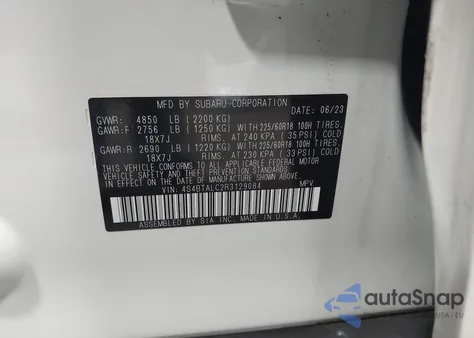 MFD BY SUBARU CORPORATION 06/23
GVWR: 4850 LB (2200 KG)
GAWR:F 2756 LB (1250 KG) WITH 225/60R18 100H TIRES.
18X7J RIMS. AT 240 KPA (35 PSI) COLD
GAWR:R 2690 LB (1220 KG) WITH 225/60R18 100H TIRES.
18X7J RIMS. AT 230 KPA (33 PSI) COLD
THIS VEHICLE CONFORMS TO ALL APPLICABLE FEDERAL MOTOR
VEHICLE SAFETY AND THEFT PREVENTION STANDARDS
IN EFFECT ON THE DATE OF MANUFACTURE SHOWN ABOVE.
VIN: 4S4BTALC2R3129084 MPV
ASSEMBLED BY SIA INC. MADE IN U.S.A.
autoSnap
USA - EU